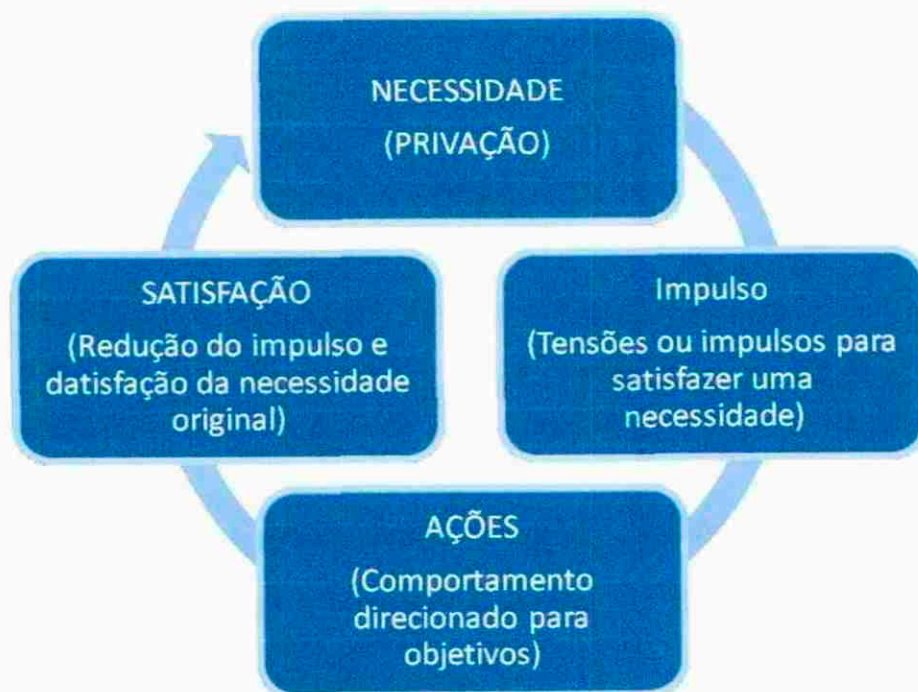 NECESSIDADE
(PRIVAÇÃO)
Impulso
(Tensões ou impulsos para
satisfazer uma
necessidade)
AÇÕES
(Comportamento
direcionado para
objetivos)
SATISFAÇÃO
(Redução do impulso e
datisfação da necessidade
original)